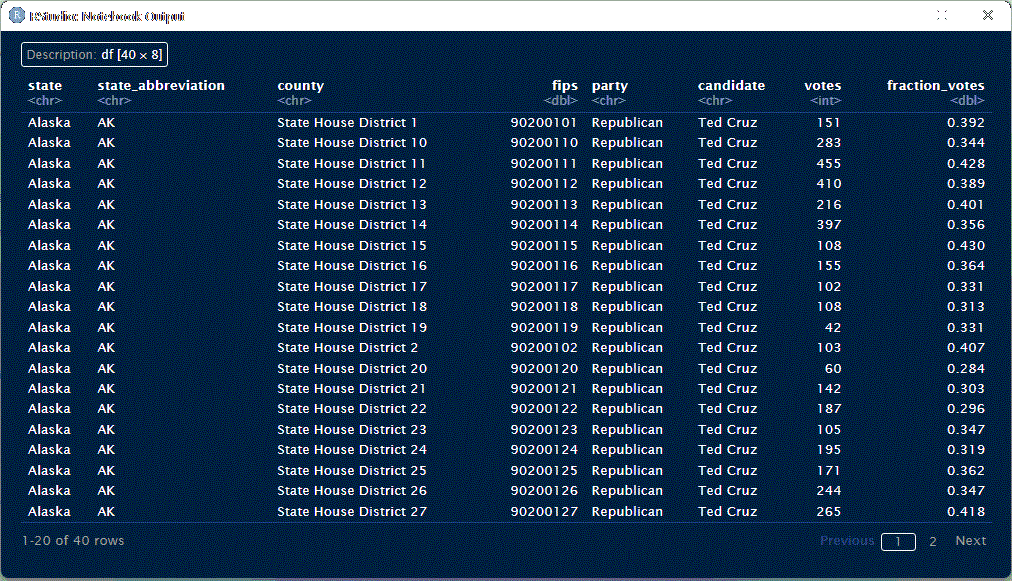 RStudio: Notebook Output
Description: df [40 × 8]
state state_abbreviation county fips party candidate votes fraction_votes
<chr> <chr> <chr> <dbl> <chr> <chr> <int> <dbl>
Alaska AK State House District 1 90200101 Republican Ted Cruz 151 0.392
Alaska AK State House District 10 90200110 Republican Ted Cruz 283 0.344
Alaska AK State House District 11 90200111 Republican Ted Cruz 455 0.428
Alaska AK State House District 12 90200112 Republican Ted Cruz 410 0.389
Alaska AK State House District 13 90200113 Republican Ted Cruz 216 0.401
Alaska AK State House District 14 90200114 Republican Ted Cruz 397 0.356
Alaska AK State House District 15 90200115 Republican Ted Cruz 108 0.430
Alaska AK State House District 16 90200116 Republican Ted Cruz 155 0.364
Alaska AK State House District 17 90200117 Republican Ted Cruz 102 0.331
Alaska AK State House District 18 90200118 Republican Ted Cruz 108 0.313
Alaska AK State House District 19 90200119 Republican Ted Cruz 42 0.331
Alaska AK State House District 2 90200102 Republican Ted Cruz 103 0.407
Alaska AK State House District 20 90200120 Republican Ted Cruz 60 0.284
Alaska AK State House District 21 90200121 Republican Ted Cruz 142 0.303
Alaska AK State House District 22 90200122 Republican Ted Cruz 187 0.296
Alaska AK State House District 23 90200123 Republican Ted Cruz 105 0.347
Alaska AK State House District 24 90200124 Republican Ted Cruz 195 0.319
Alaska AK State House District 25 90200125 Republican Ted Cruz 171 0.362
Alaska AK State House District 26 90200126 Republican Ted Cruz 244 0.347
Alaska AK State House District 27 90200127 Republican Ted Cruz 265 0.418
1-20 of 40 rows Previous 1 2 Next